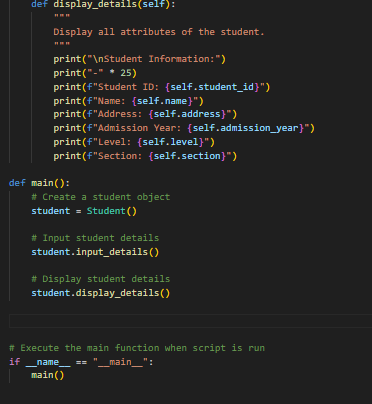 def display_details(self):
        """
        Display all attributes of the student.
        """
        print("\nStudent Information:")
        print("-" * 25)
        print(f"Student ID: {self.student_id}")
        print(f"Name: {self.name}")
        print(f"Address: {self.address}")
        print(f"Admission Year: {self.admission_year}")
        print(f"Level: {self.level}")
        print(f"Section: {self.section}")

def main():
    # Create a student object
    student = Student()

    # Input student details
    student.input_details()

    # Display student details
    student.display_details()


# Execute the main function when script is run
if __name__ == "__main__":
    main()